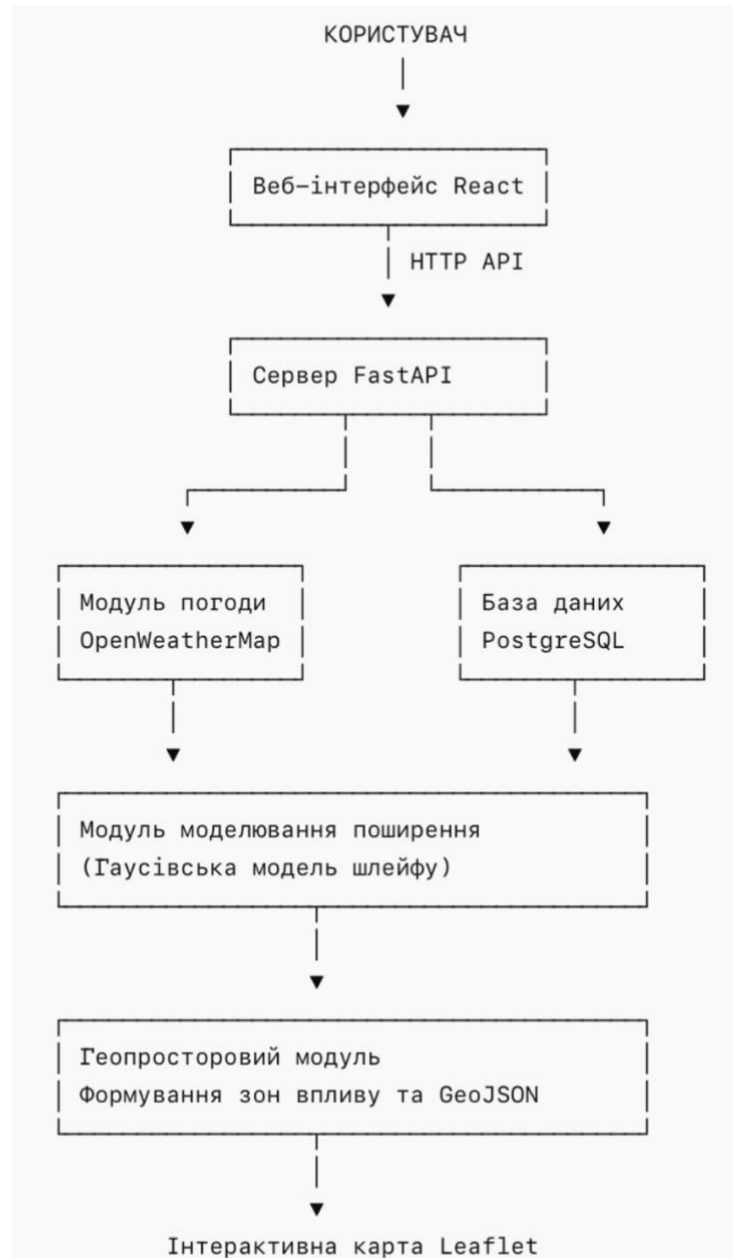 КОРИСТУВАЧ
Веб-інтерфейс React
HTTP API
Сервер FastAPI
Модуль погоди
OpenWeatherMap
База даних
PostgreSQL
Модуль моделювання поширення
(Гаусівська модель шлейфу)
Геопросторовий модуль
Формування зон впливу та GeoJSON
Інтерактивна карта Leaflet